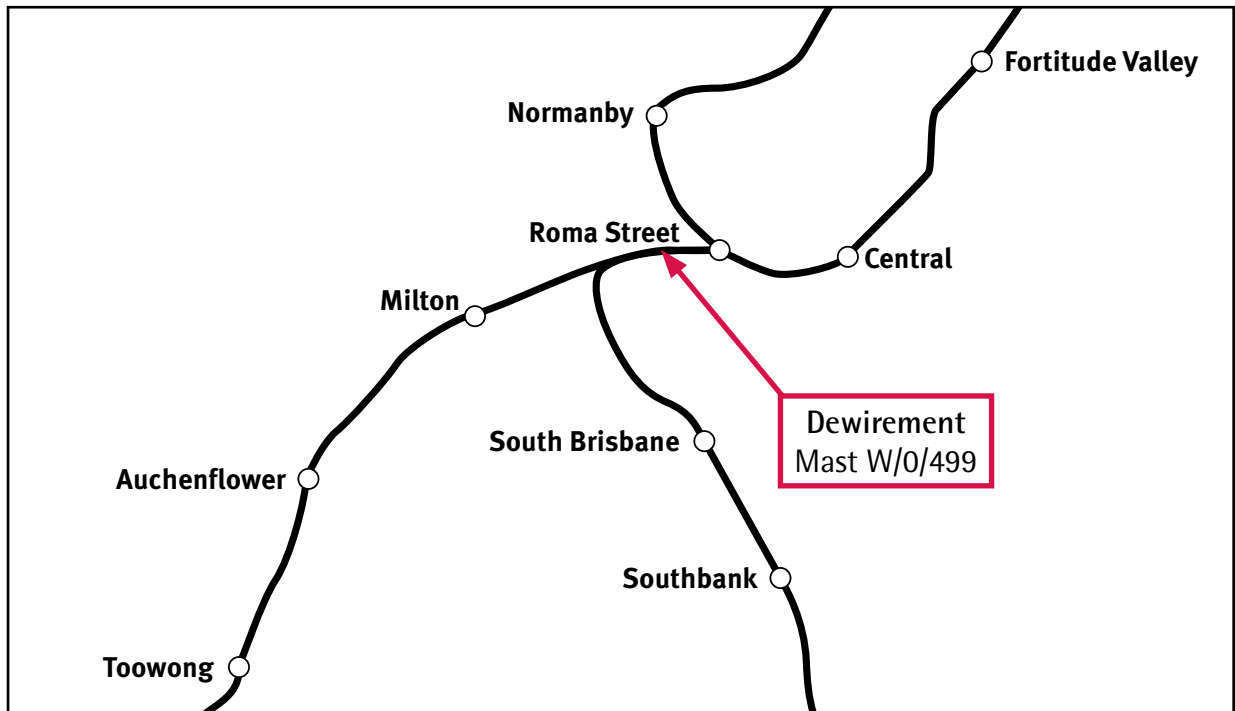 Fortitude Valley
Normanby
Roma Street
Central
Milton
Dewirement
Mast W/0/499
South Brisbane
Auchenflower
Southbank
Toowong